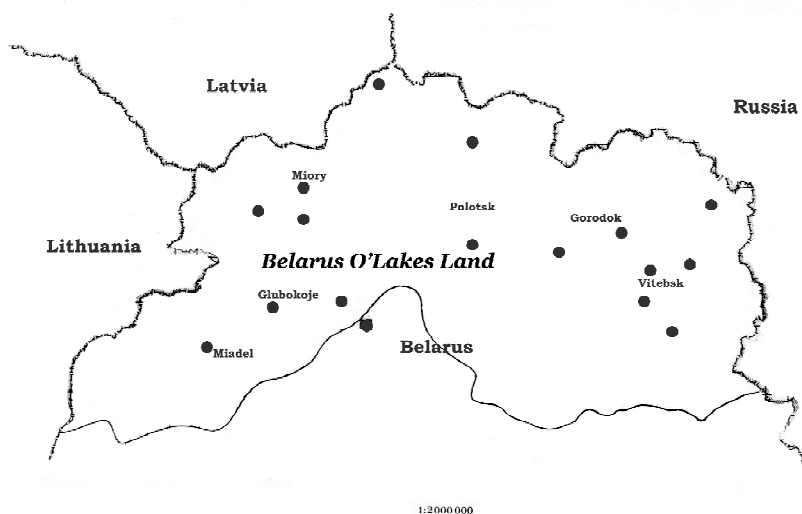 Latvia
Russia
Miory
Polotsk
Gorodok
Lithuania
Belarus O'Lakes Land
Vitebsk
Glubokoje
Belarus
Miadel
1:2000000